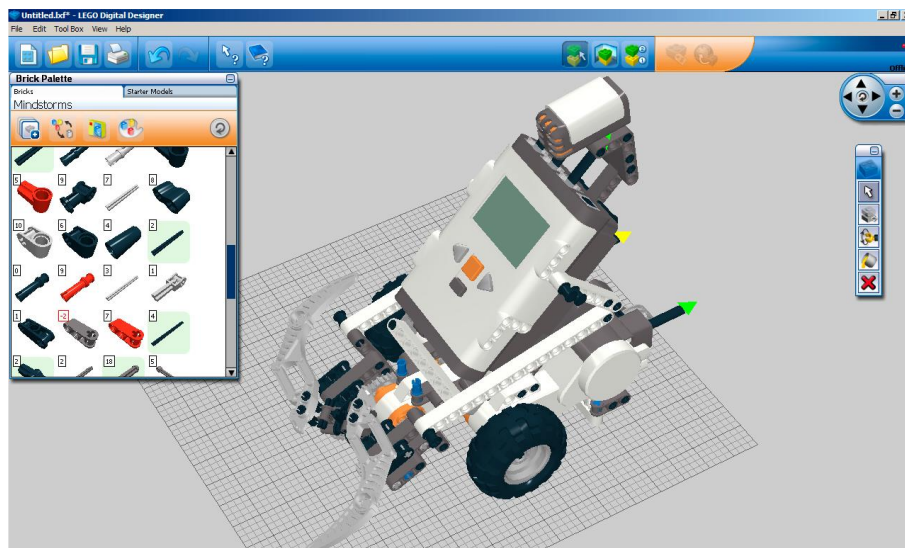 Untitled.lxf* - LEGO Digital Designer
File Edit Tool Box View Help
Brick Palette
Bricks Starter Models
Mindstorms
5 9 7 8
10 6 4 2
0 9 3 1
1 -2 7 4
2 2 18 5